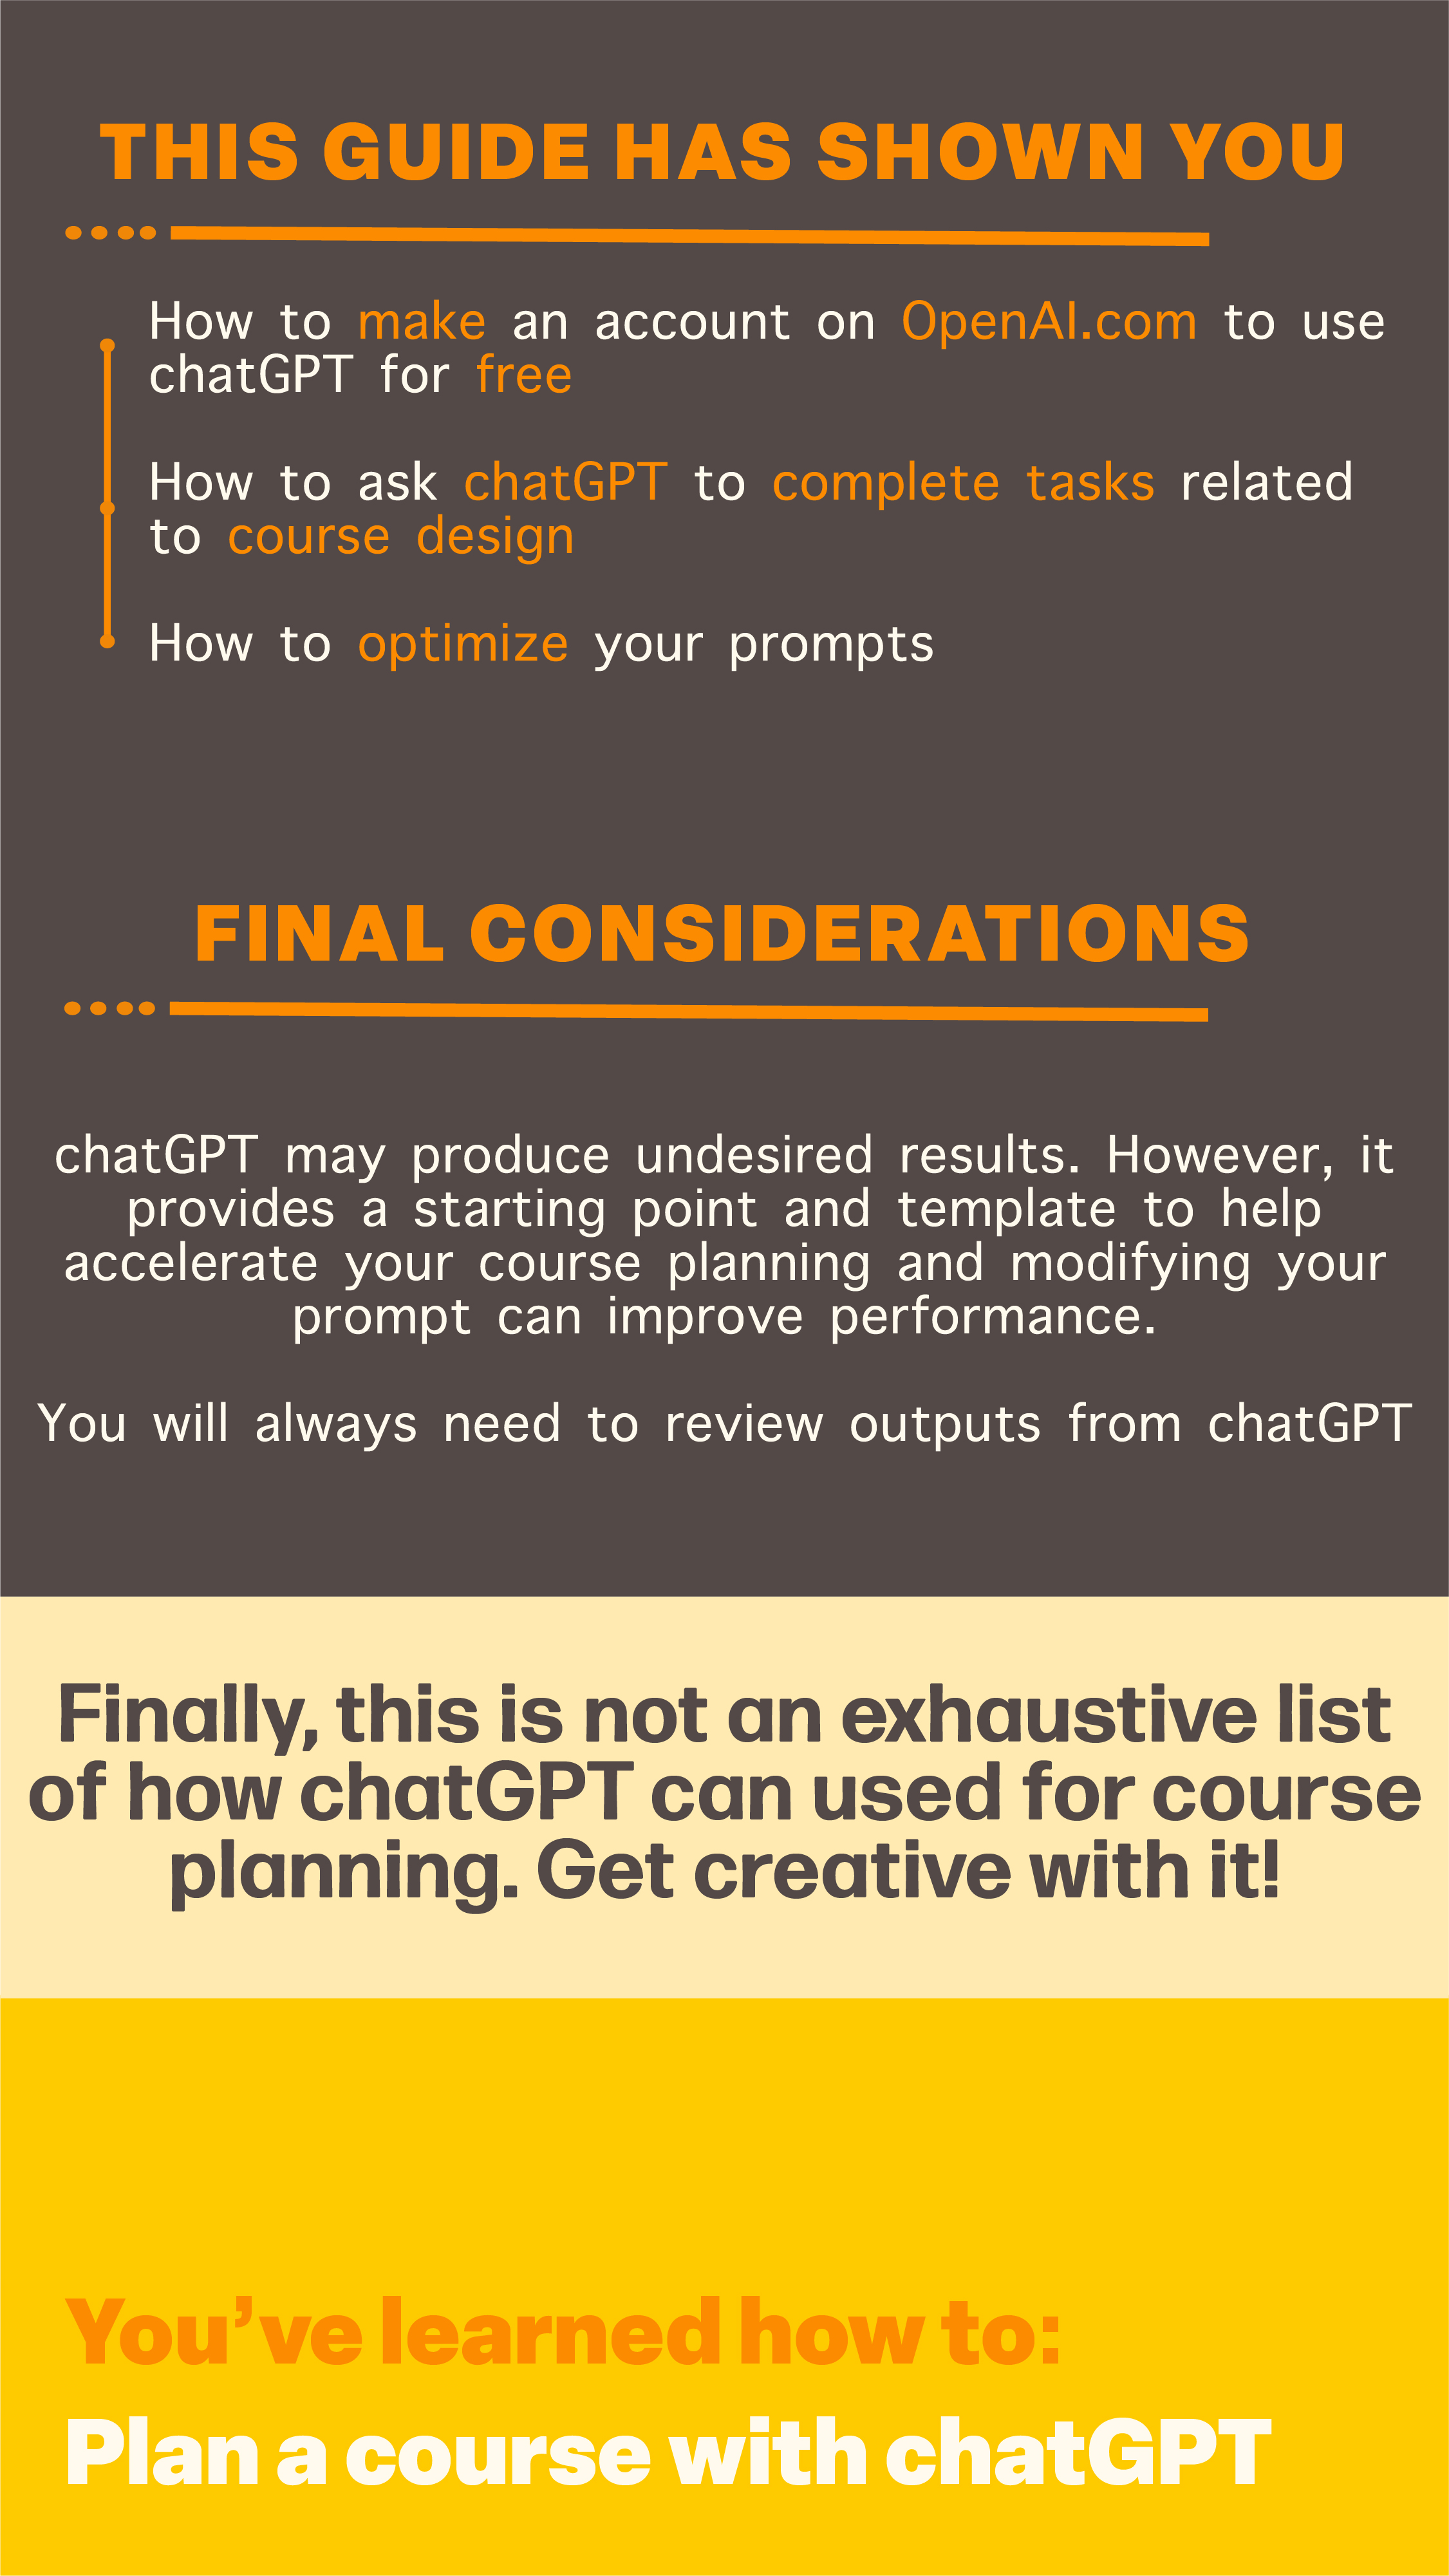 THIS GUIDE HAS SHOWN YOU
How to make an account on OpenAI.com to use
chatGPT for free
How to ask chatGPT to complete tasks related
to course design
How to optimize your prompts
FINAL CONSIDERATIONS
chatGPT may produce undesired results. However, it
provides a starting point and template to help
accelerate your course planning and modifying your
prompt can improve performance.
You will always need to review outputs from chatGPT
Finally, this is not an exhaustive list
of how chatGPT can used for course
planning. Get creative with it!
You’ve learned how to:
Plan a course with chatGPT